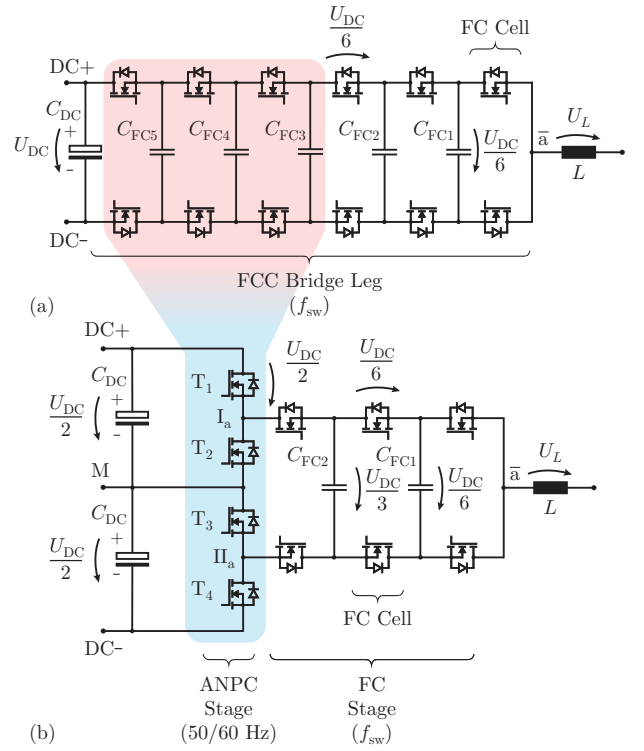 U_DC/6
FC Cell
DC+
C_DC
+
U_DC
-
C_FC5
C_FC4
C_FC3
C_FC2
C_FC1
U_DC/6
a̅
U_L
L
DC-
FCC Bridge Leg
(f_sw)
(a)
DC+
C_DC
+
U_DC/2
-
T_1
I_a
T_2
U_DC/2
U_DC/6
C_FC2
C_FC1
U_DC/3
U_DC/6
a̅
U_L
L
M
C_DC
+
U_DC/2
-
T_3
II_a
T_4
FC Cell
DC-
ANPC
Stage
(50/60 Hz)
FC
Stage
(f_sw)
(b)